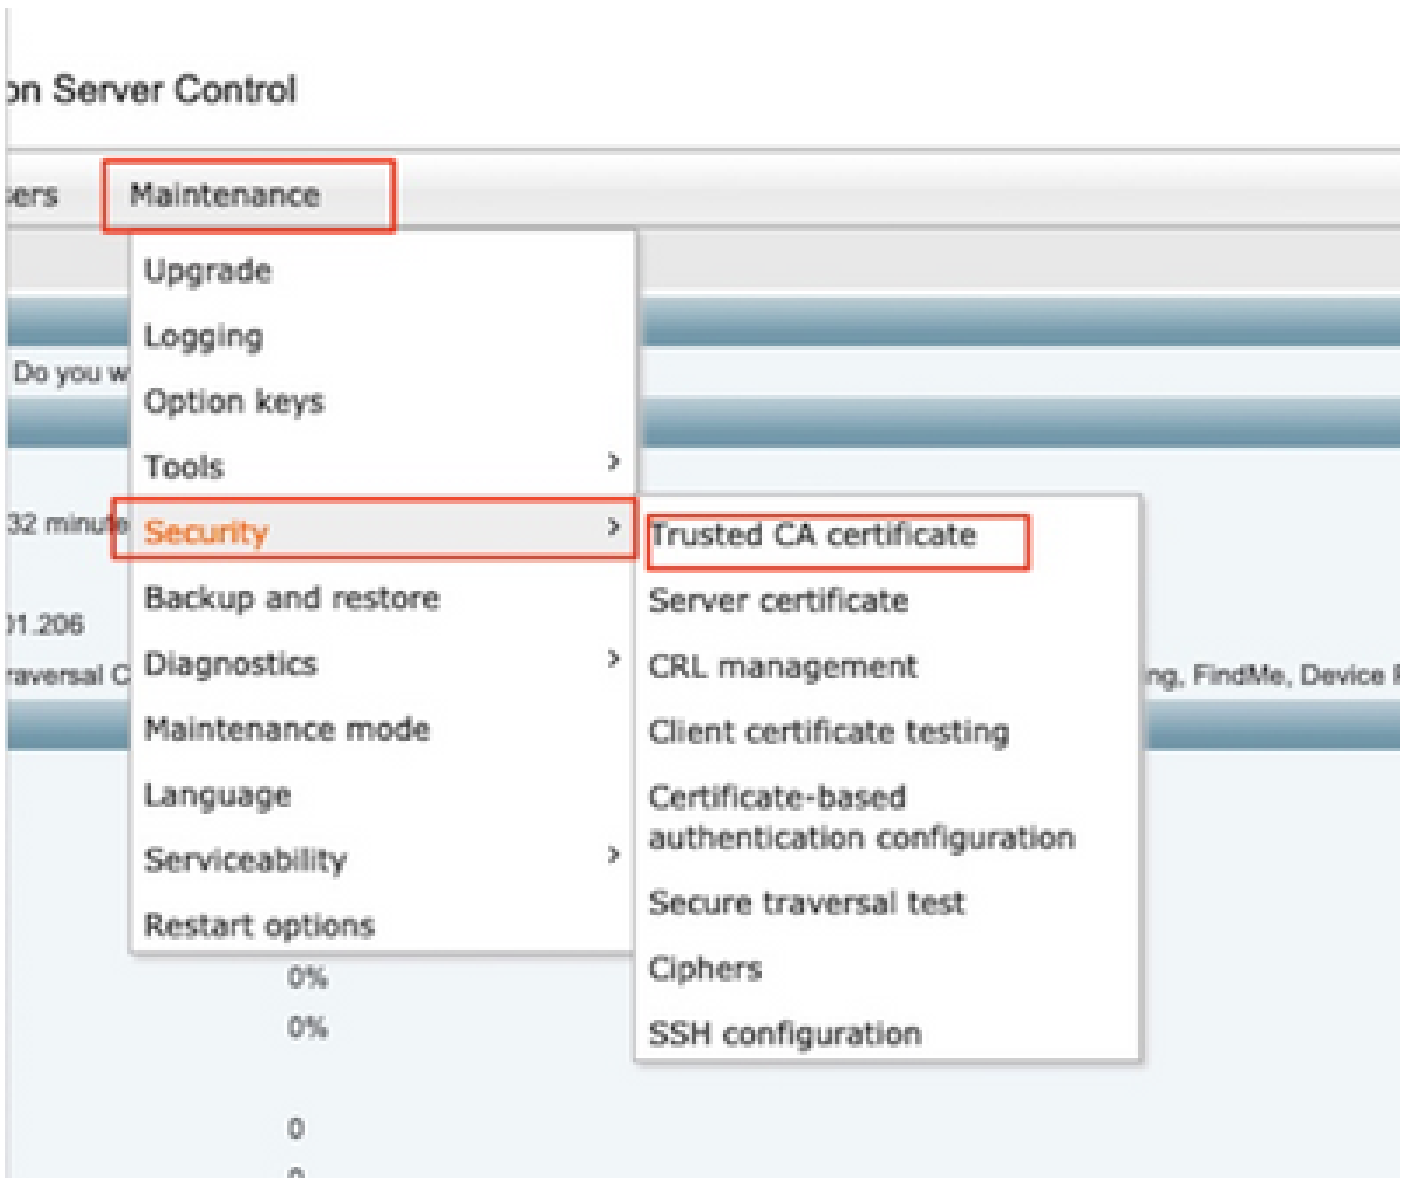 on Server Control
Maintenance
Upgrade
Logging
Do you w
Option keys
Tools >
32 minute
Security >
Trusted CA certificate
Backup and restore
Server certificate
01.206
Diagnostics >
CRL management
ng, FindMe, Device
Maintenance mode
Client certificate testing
Language
Certificate-based
authentication configuration
Serviceability >
Secure traversal test
Restart options
Ciphers
0%
0%
SSH configuration
0